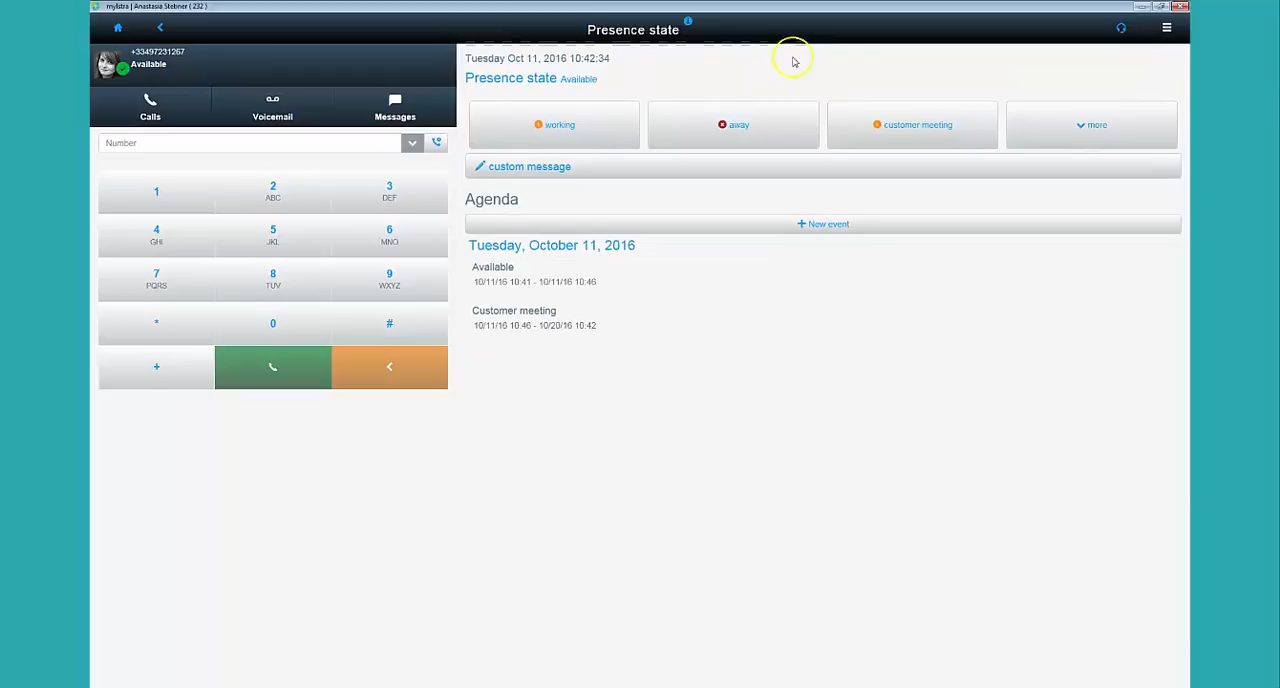 mylstra | Anastasia Stebner ( 232 )
Presence state
+33497231267
Available
Calls
Voicemail
Messages
Number
1
2
ABC
3
DEF
4
GHI
5
JKL
6
MNO
7
PQRS
8
TUV
9
WXYZ
*
0
#
+
Tuesday Oct 11, 2016 10:42:34
Presence state Available
working
away
customer meeting
more
custom message
Agenda
+ New event
Tuesday, October 11, 2016
Available
10/11/16 10:41 - 10/11/16 10:46
Customer meeting
10/11/16 10:46 - 10/20/16 10:42